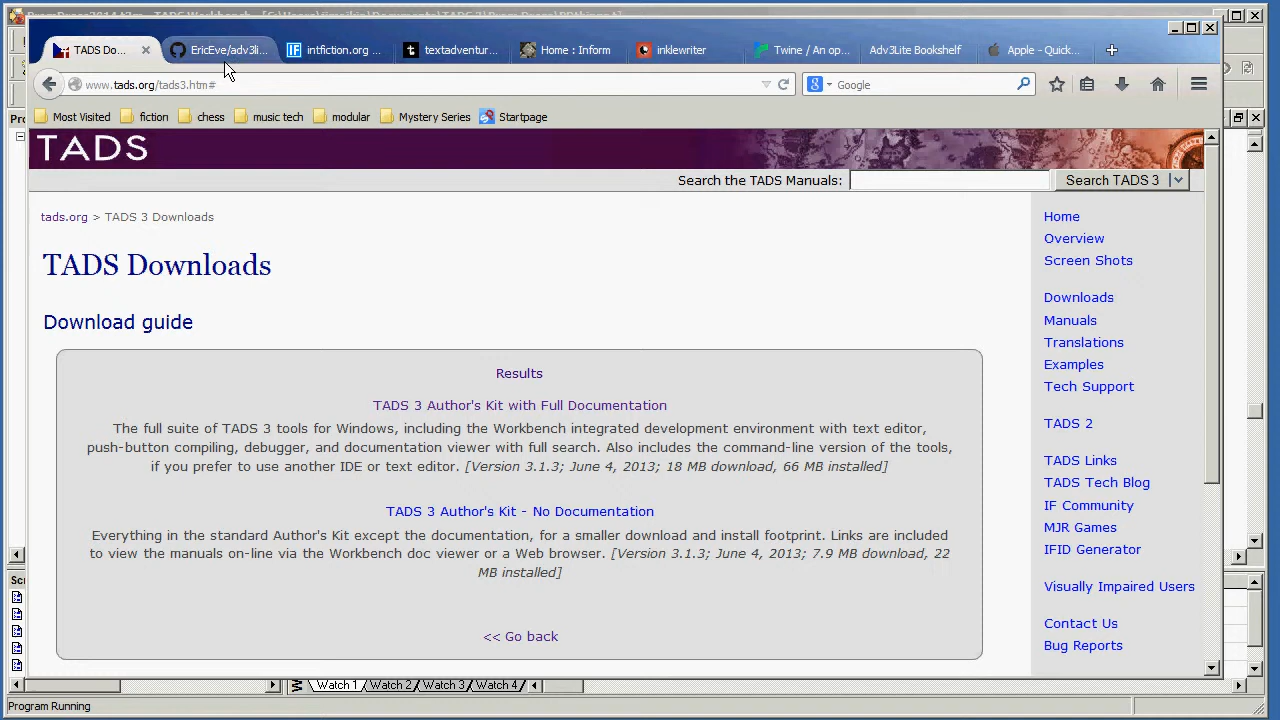 TADS Do...
EricEve/adv3li...
intfiction.org ...
textadventur...
Home : Inform
inklewriter
Twine / An op...
Adv3Lite Bookshelf
Apple - Quick...
www.tads.org/tads3.htm#
Google
Most Visited
fiction
chess
music tech
modular
Mystery Series
Startpage
TADS
Search the TADS Manuals:
Search TADS 3
tads.org > TADS 3 Downloads
TADS Downloads
Download guide
Results
TADS 3 Author's Kit with Full Documentation
The full suite of TADS 3 tools for Windows, including the Workbench integrated development environment with text editor,
push-button compiling, debugger, and documentation viewer with full search. Also includes the command-line version of the tools,
if you prefer to use another IDE or text editor. [Version 3.1.3; June 4, 2013; 18 MB download, 66 MB installed]
TADS 3 Author's Kit - No Documentation
Everything in the standard Author's Kit except the documentation, for a smaller download and install footprint. Links are included
to view the manuals on-line via the Workbench doc viewer or a Web browser. [Version 3.1.3; June 4, 2013; 7.9 MB download, 22
MB installed]
<< Go back
Home
Overview
Screen Shots
Downloads
Manuals
Translations
Examples
Tech Support
TADS 2
TADS Links
TADS Tech Blog
IF Community
MJR Games
IFID Generator
Visually Impaired Users
Contact Us
Bug Reports
Pro
Scr
Watch 1
Watch 2
Watch 3
Watch 4
Program Running